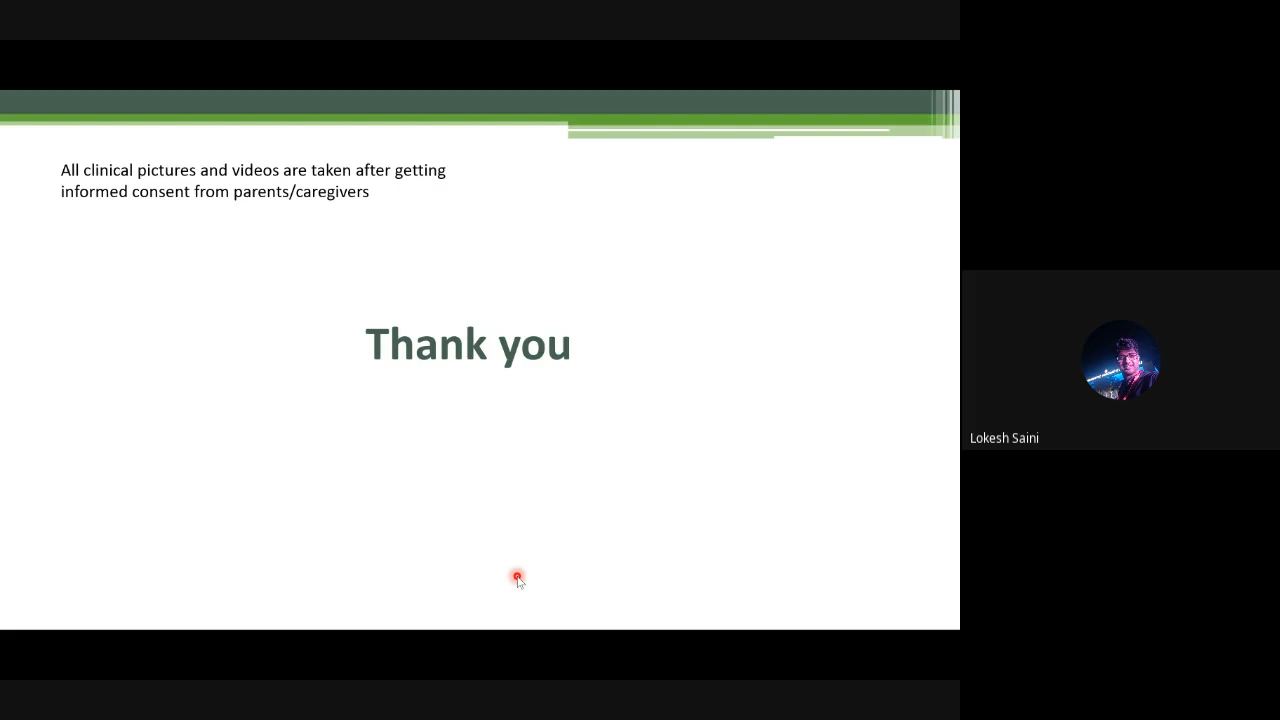 All clinical pictures and videos are taken after getting
informed consent from parents/caregivers
Thank you
Lokesh Saini